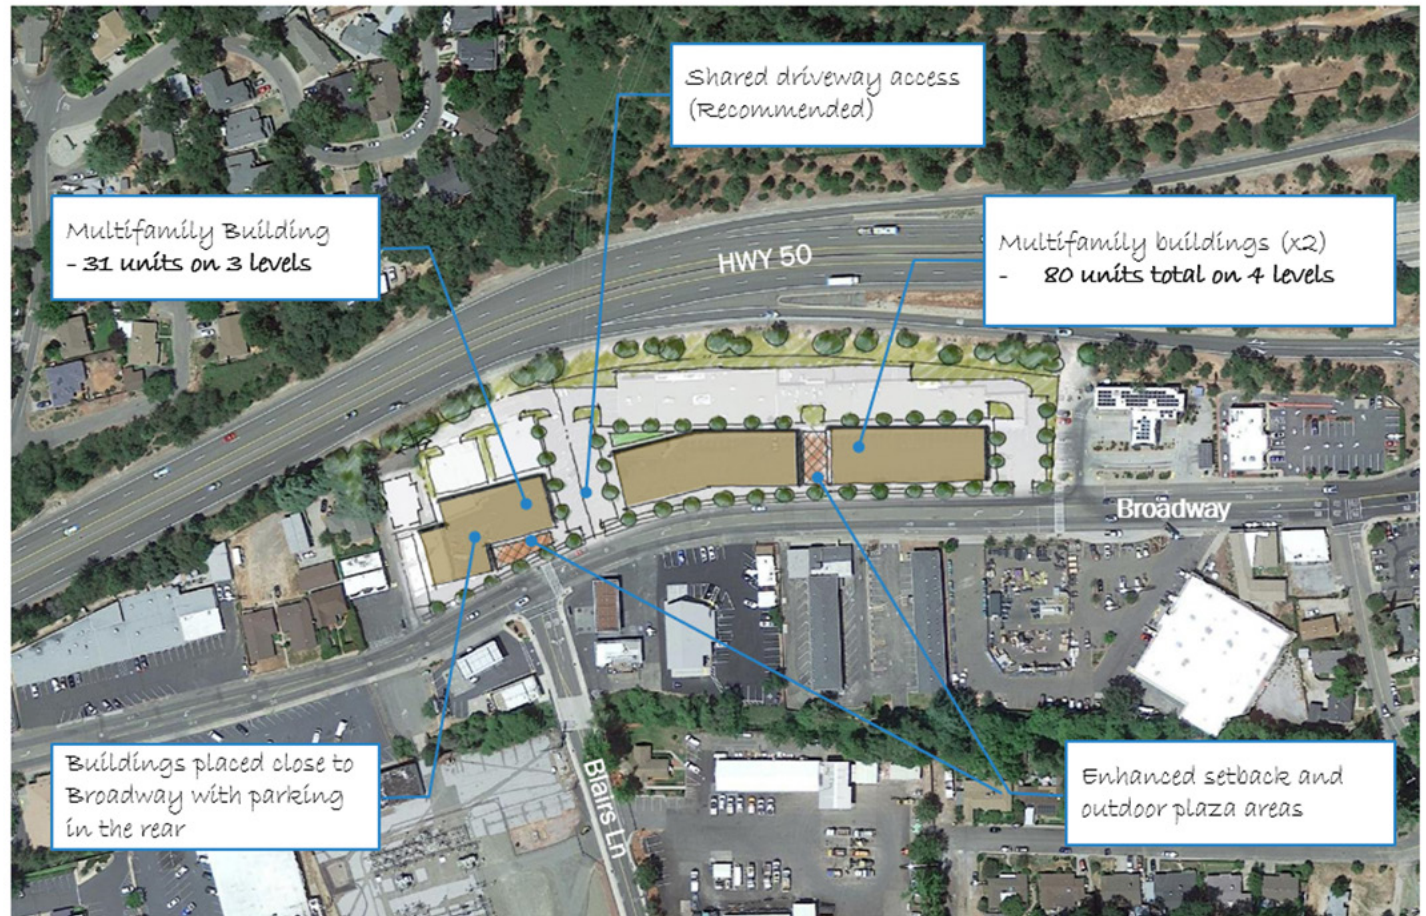 Shared driveway access
(Recommended)
Multifamily Building
- 31 units on 3 levels
Multifamily buildings (x2)
- 80 units total on 4 levels
HWY 50
Broadway
Buildings placed close to
Broadway with parking
in the rear
Blairs Ln
Enhanced setback and
outdoor plaza areas